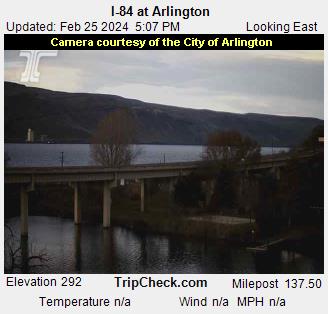 I-84 at Arlington
Updated: Feb 25 2024 5:07 PM Looking East
Camera courtesy of the City of Arlington
Elevation 292 TripCheck.com Milepost 137.50
Temperature n/a Wind n/a MPH n/a